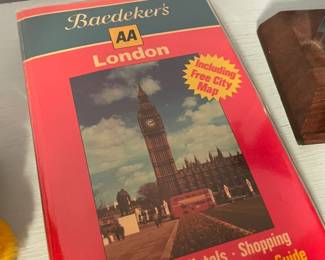 Baedeker's
AA
London
Including
Free City
Map
Hotels · Shopping
Guide